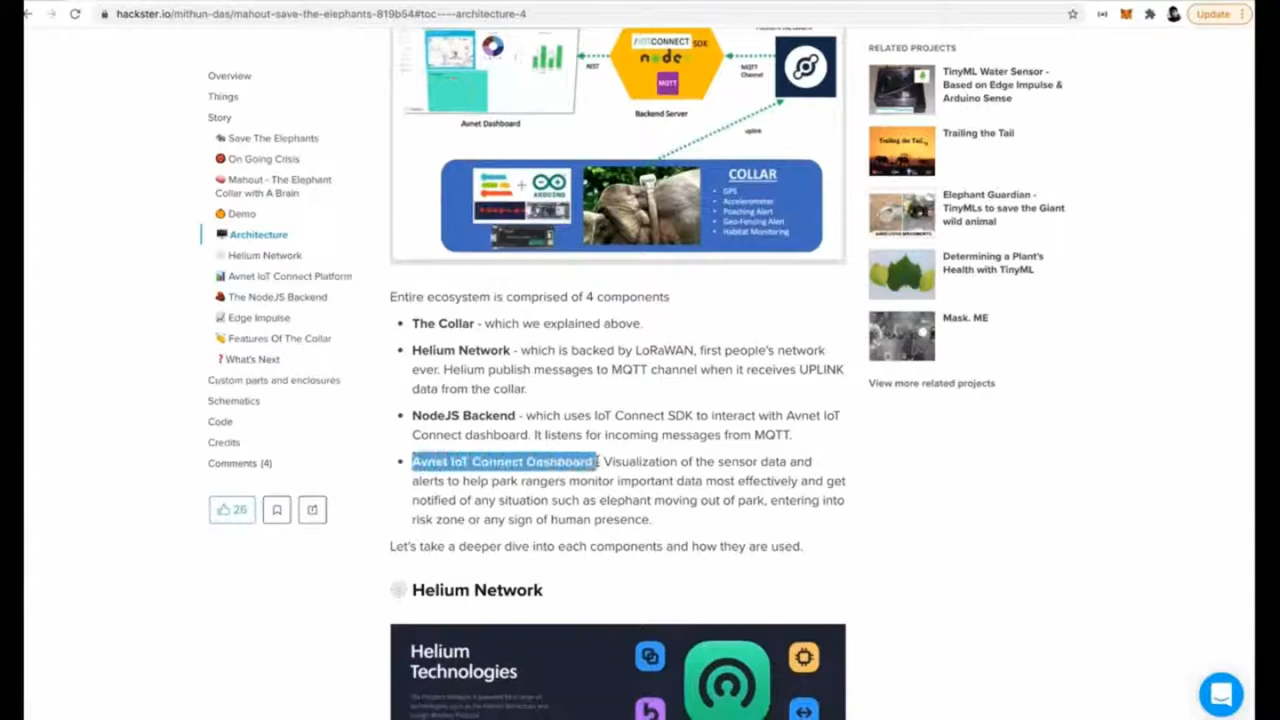 hackster.io/mithun-das/mahout-save-the-elephants-819b54#toc----architecture-4
Update
Overview
Things
Story
Save The Elephants
On Going Crisis
Mahout - The Elephant
Collar with A Brain
Demo
Architecture
Helium Network
Avnet IoT Connect Platform
The NodeJS Backend
Edge Impulse
Features Of The Collar
What's Next
Custom parts and enclosures
Schematics
Code
Credits
Comments (4)
26
REST
CONNECT SDK
node
MQTT
MQTT
Channel
Avnet Dashboard
Backend Server
uplink
ARDUINO
COLLAR
• GPS
• Accelerometer
• Poaching Alert
• Geo-Fencing Alert
• Habitat Monitoring
Entire ecosystem is comprised of 4 components
• The Collar - which we explained above.
• Helium Network - which is backed by LoRaWAN, first people's network
ever. Helium publish messages to MQTT channel when it receives UPLINK
data from the collar.
• NodeJS Backend - which uses IoT Connect SDK to interact with Avnet IoT
Connect dashboard. It listens for incoming messages from MQTT.
• Avnet IoT Connect Dashboard: Visualization of the sensor data and
alerts to help park rangers monitor important data most effectively and get
notified of any situation such as elephant moving out of park, entering into
risk zone or any sign of human presence.
Let's take a deeper dive into each components and how they are used.
Helium Network
Helium
Technologies
RELATED PROJECTS
TinyML Water Sensor -
Based on Edge Impulse &
Arduino Sense
Trailing the Tail
Elephant Guardian -
TinyMLs to save the Giant
wild animal
Determining a Plant's
Health with TinyML
Mask. ME
View more related projects